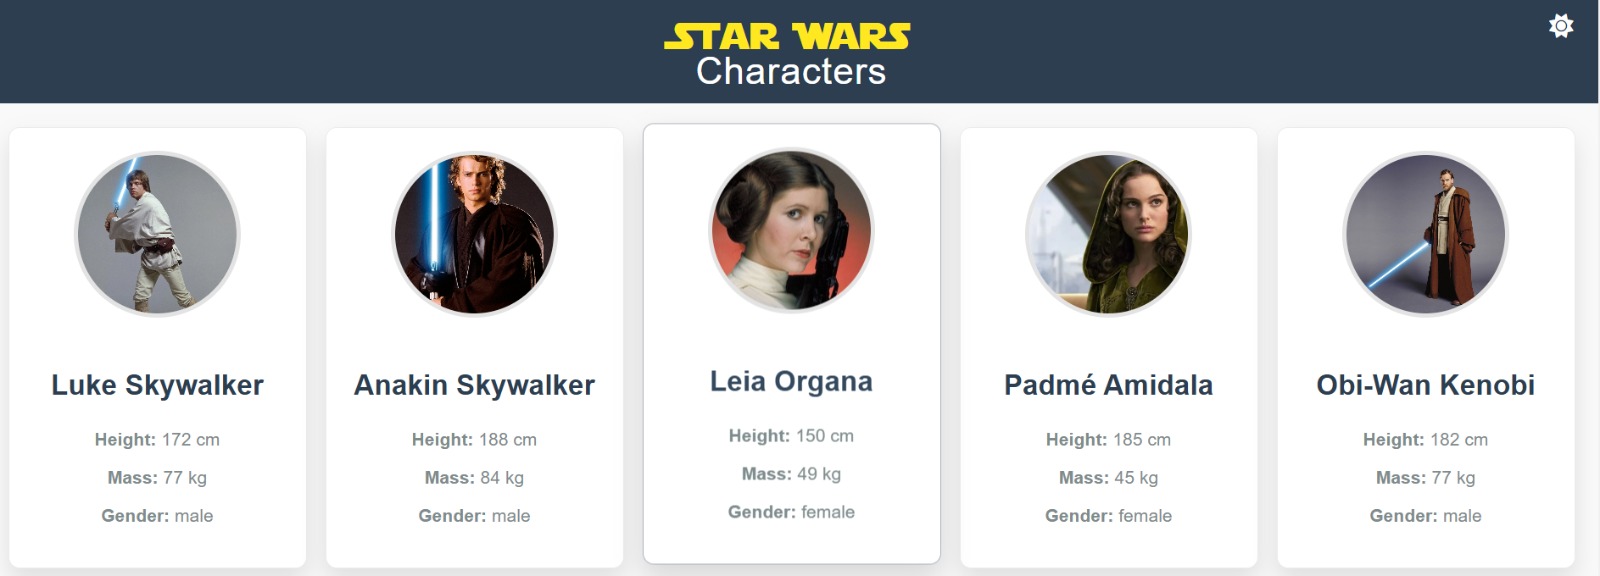 STAR WARS
Characters
Luke Skywalker
Height: 172 cm
Mass: 77 kg
Gender: male
Anakin Skywalker
Height: 188 cm
Mass: 84 kg
Gender: male
Leia Organa
Height: 150 cm
Mass: 49 kg
Gender: female
Padmé Amidala
Height: 185 cm
Mass: 45 kg
Gender: female
Obi-Wan Kenobi
Height: 182 cm
Mass: 77 kg
Gender: male